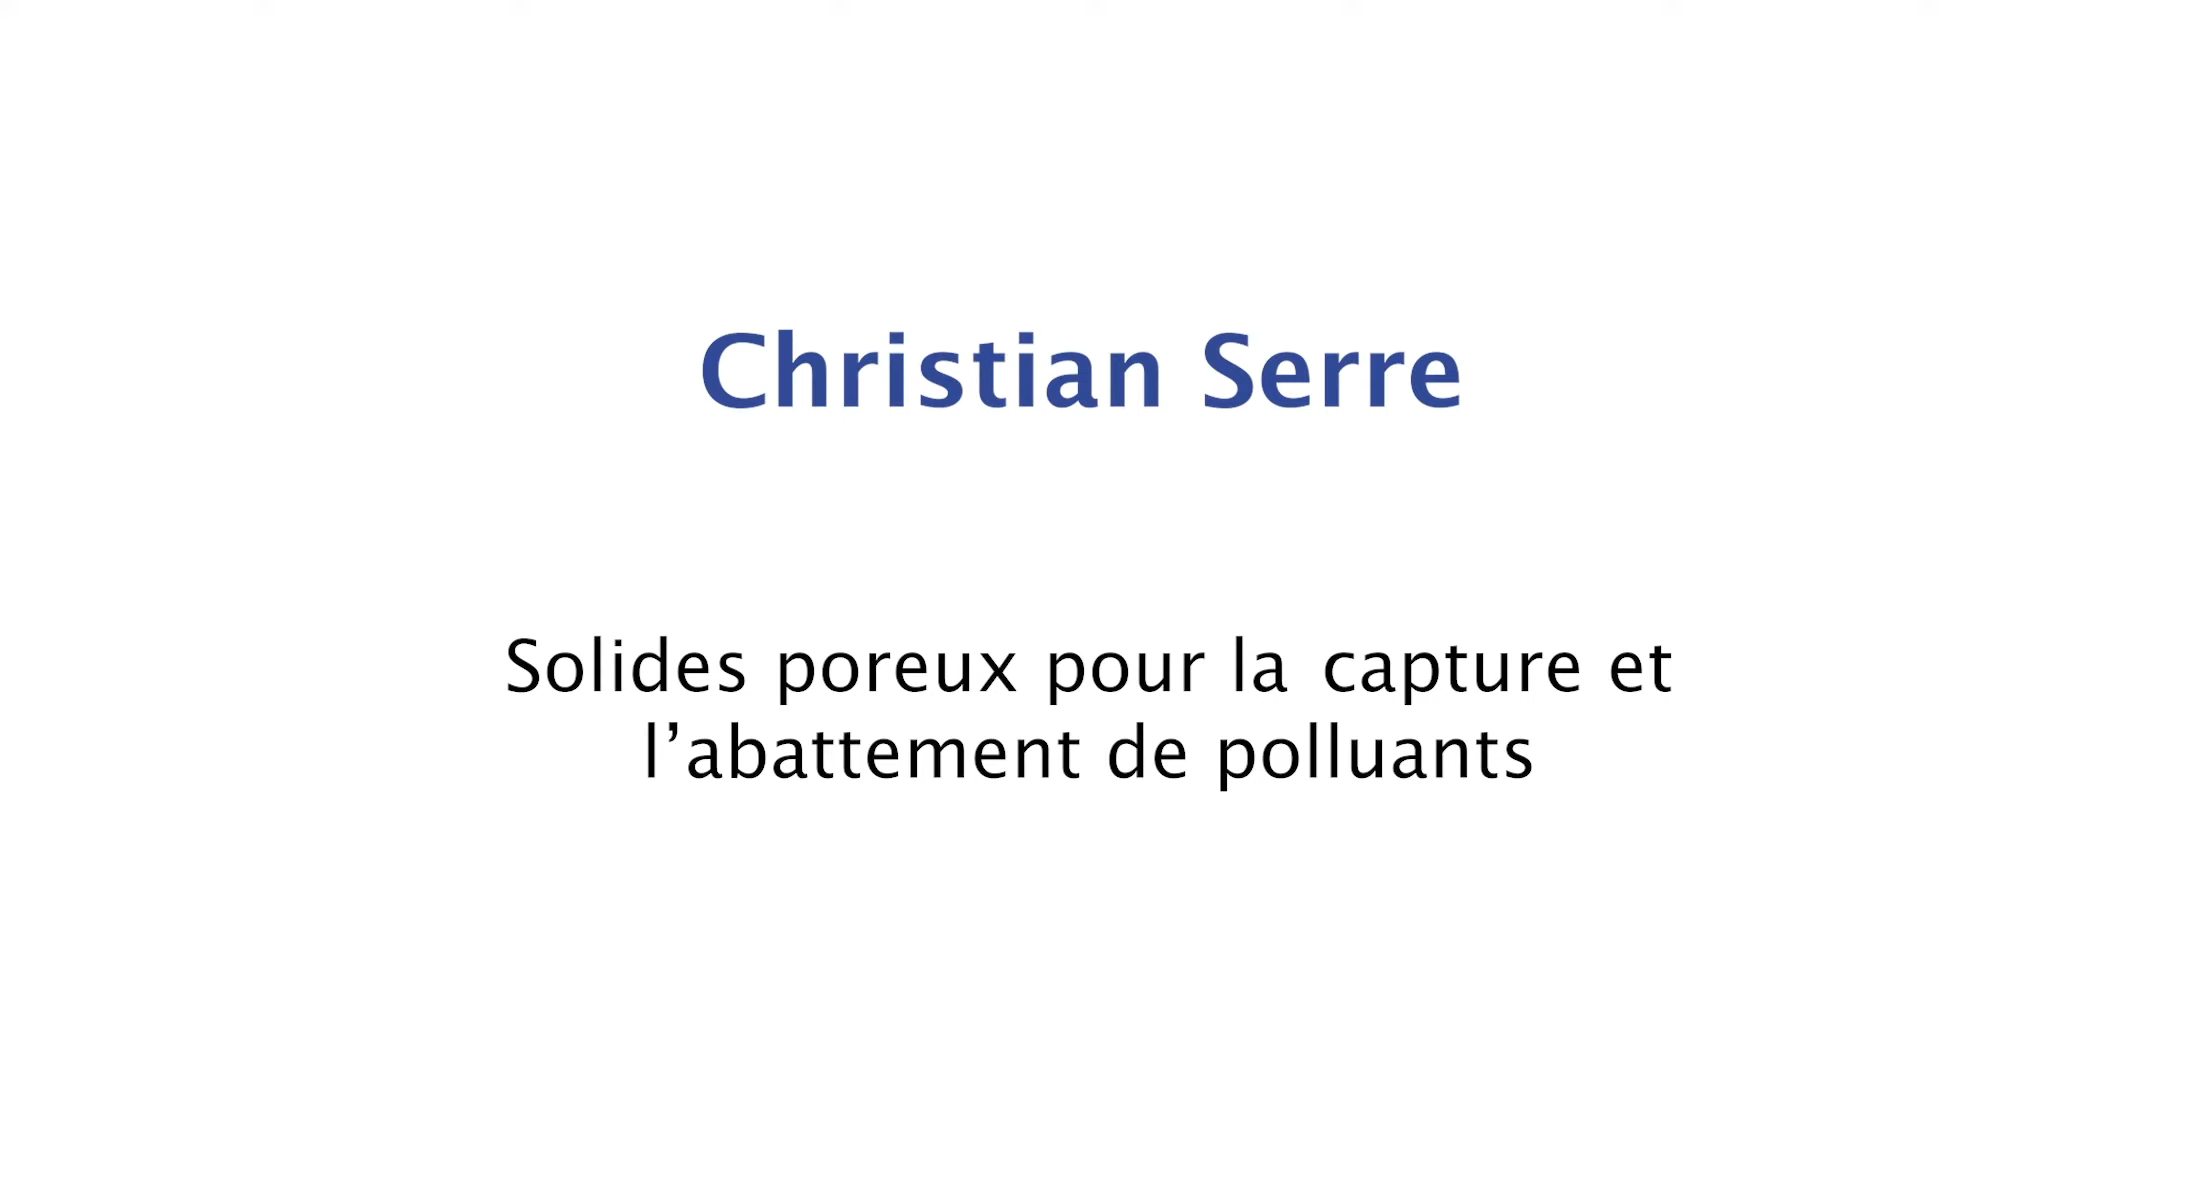 Christian Serre
Solides poreux pour la capture et
l’abattement de polluants